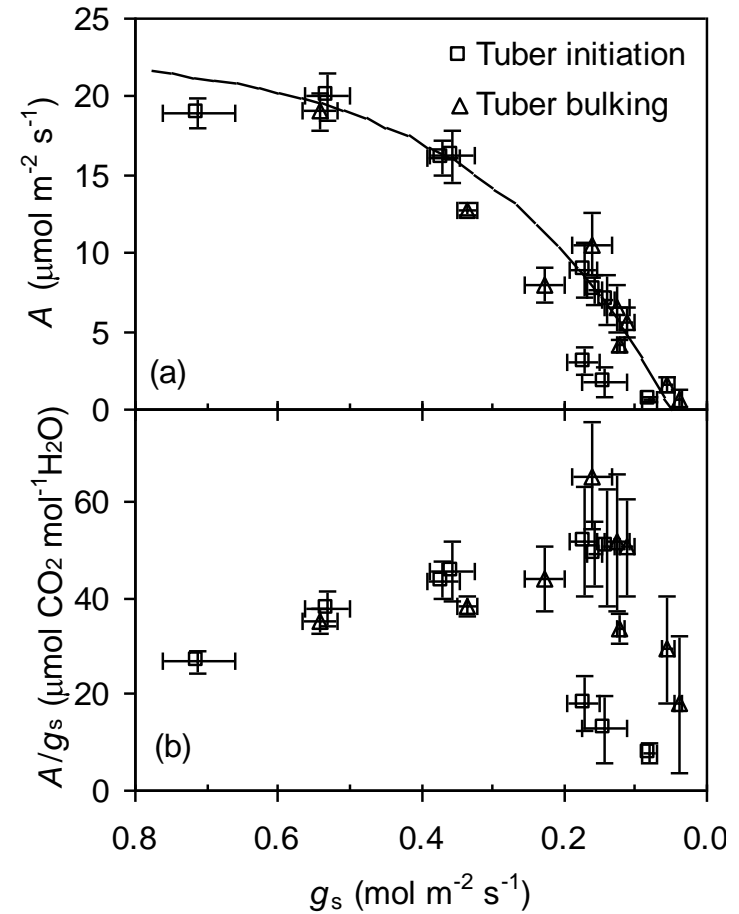 25
Tuber initiation
20
Tuber bulking
15
10
5
(a)
0
A (μmol m-2 s-1)
60
40
20
(b)
0
A/gs (μmol CO2 mol-1H2O)
0.8 0.6 0.4 0.2 0.0
gs (mol m-2 s-1)